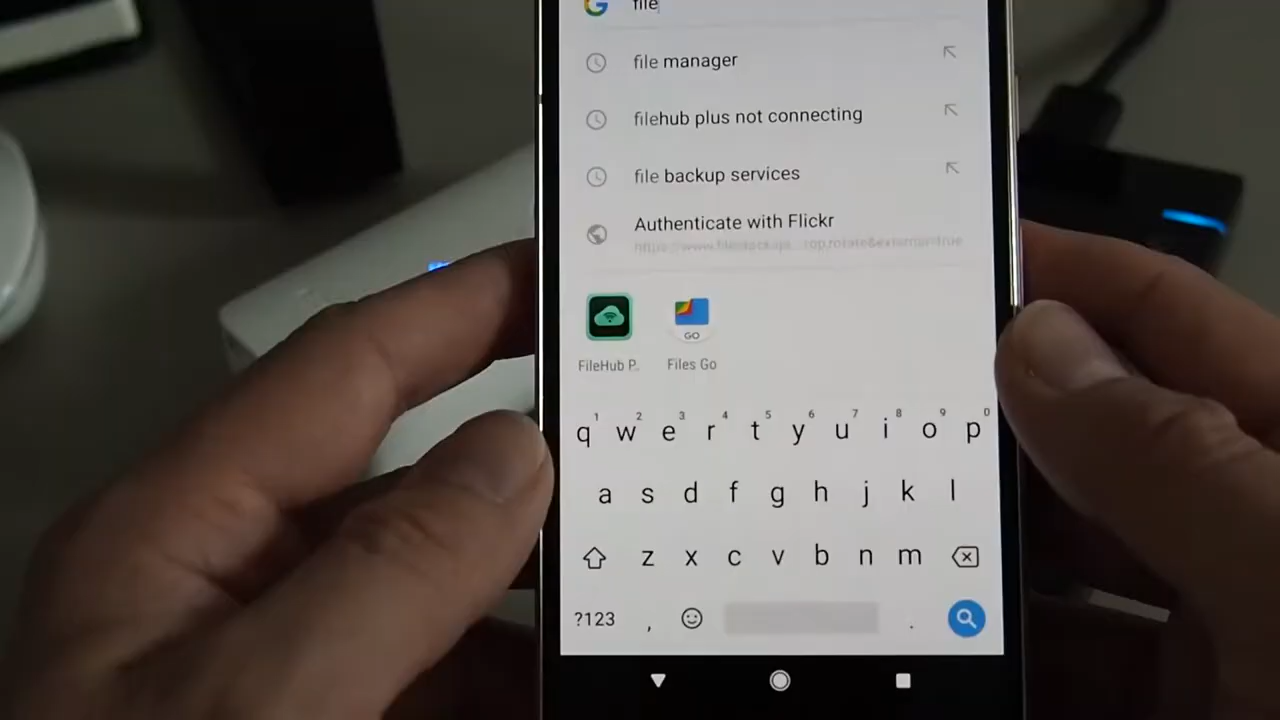 file
file manager
filehub plus not connecting
file backup services
Authenticate with Flickr
GO
FileHub P..
Files Go
1 2 3 4 5 6 7 8 9 0
q w e r t y u i o p
a s d f g h j k l
z x c v b n m
?123 , .